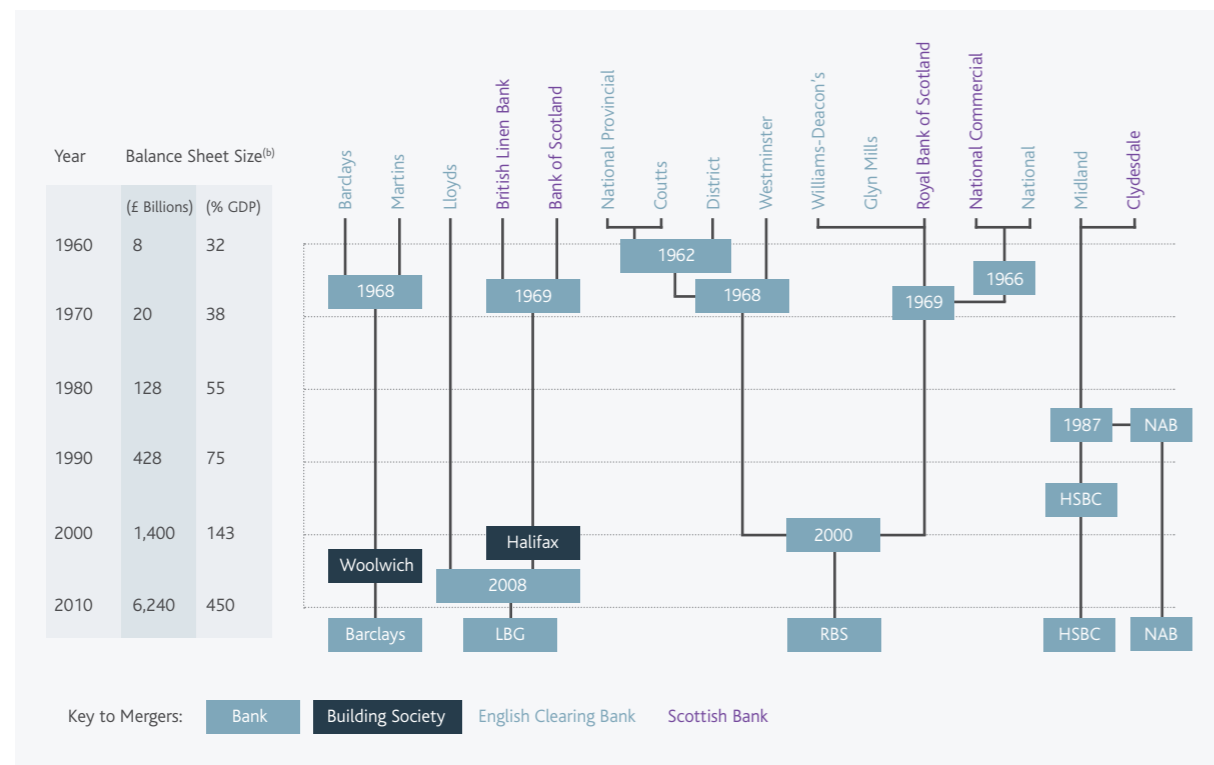 Year Balance Sheet Size(b)
(£ Billions) (% GDP)
1960 8 32
1970 20 38
1980 128 55
1990 428 75
2000 1,400 143
2010 6,240 450
Barclays
Martins
Lloyds
British Linen Bank
Bank of Scotland
National Provincial
Coutts
District
Westminster
Williams-Deacon's
Glyn Mills
Royal Bank of Scotland
National Commercial
National
Midland
Clydesdale
1962
1968 1969 1968 1969 1966
1987 NAB
HSBC
2000
Halifax
Woolwich
2008
Barclays LBG RBS HSBC NAB
Key to Mergers: Bank Building Society English Clearing Bank Scottish Bank